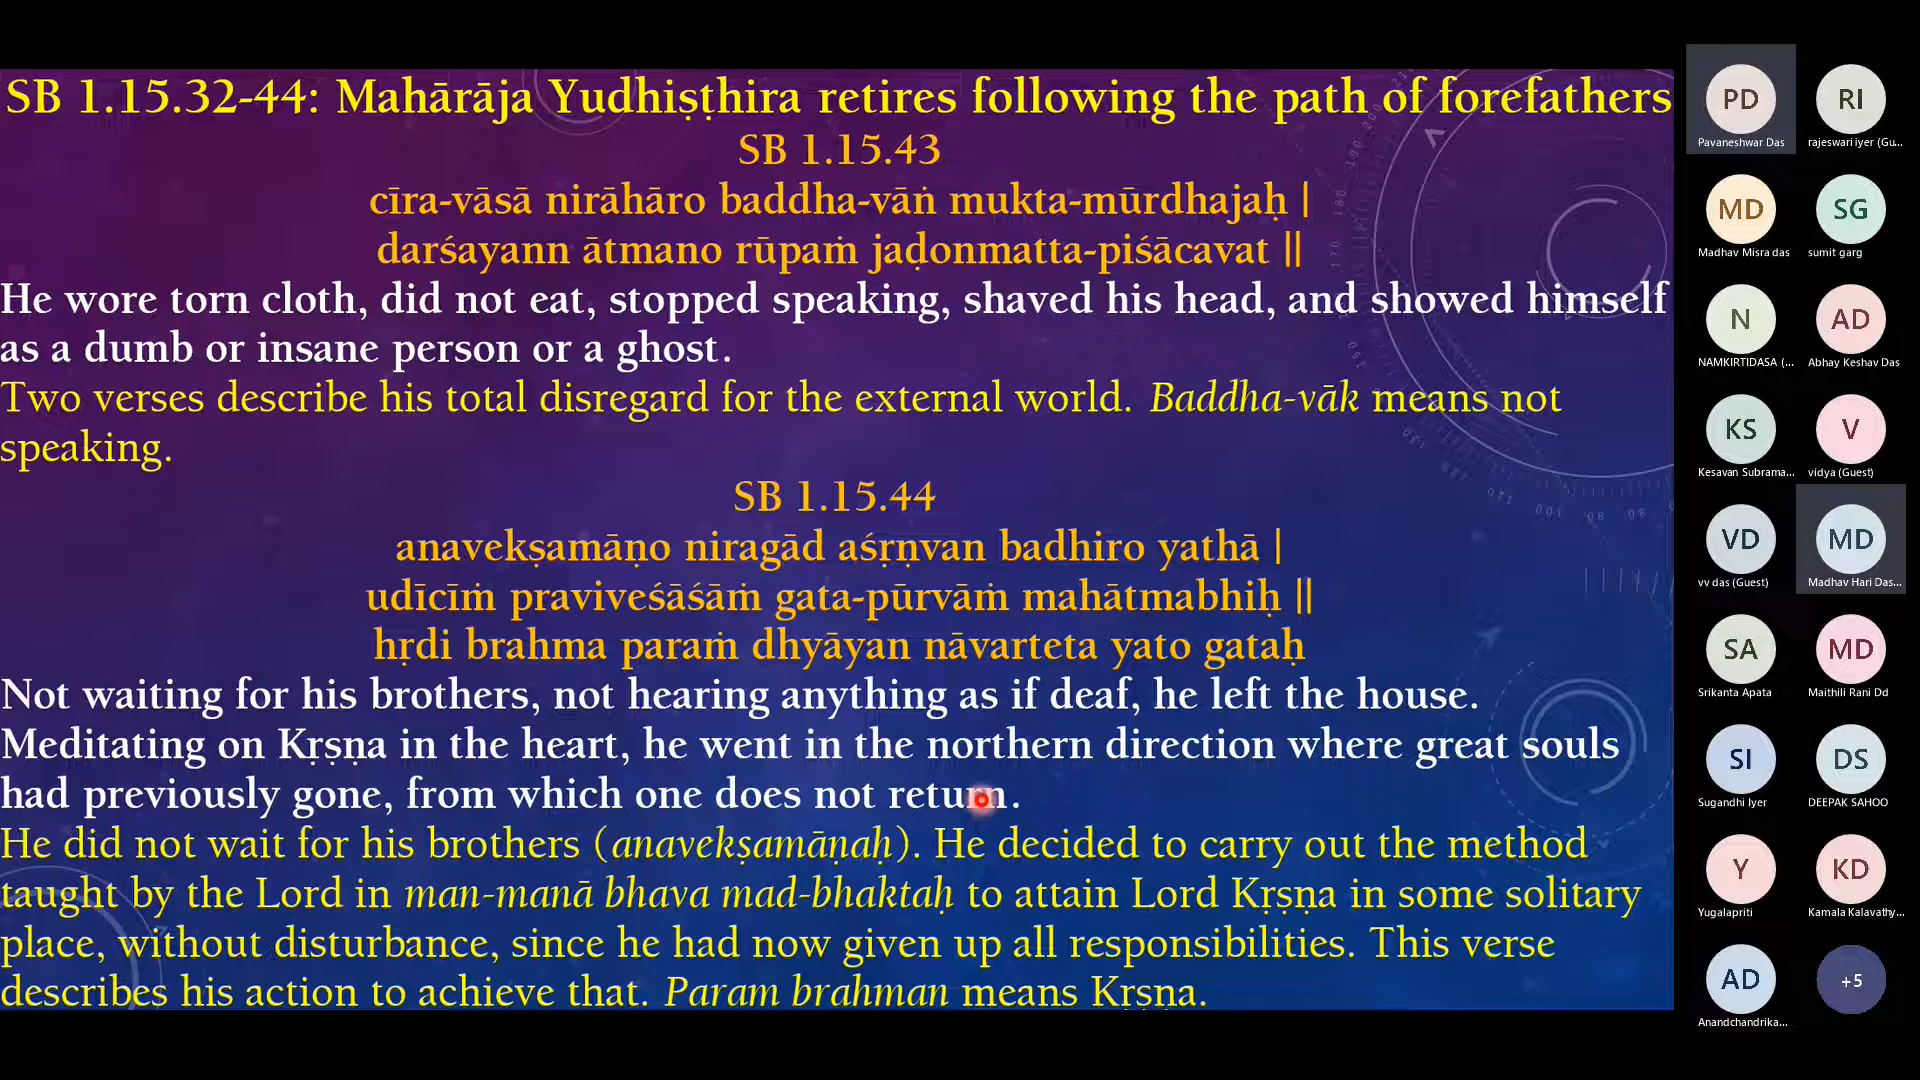 SB 1.15.32-44: Mahārāja Yudhiṣṭhira retires following the path of forefathers
SB 1.15.43
cīra-vāsā nirāhāro baddha-vāṅ mukta-mūrdhajaḥ |
darśayann ātmano rūpaṁ jaḍonmatta-piśācavat ||
He wore torn cloth, did not eat, stopped speaking, shaved his head, and showed himself
as a dumb or insane person or a ghost.
Two verses describe his total disregard for the external world. Baddha-vāk means not
speaking.
SB 1.15.44
anavekṣamāṇo niragād aśṛṇvan badhiro yathā |
udīcīṁ praviveśāśāṁ gata-pūrvāṁ mahātmabhiḥ ||
hṛdi brahma paraṁ dhyāyan nāvarteta yato gataḥ
Not waiting for his brothers, not hearing anything as if deaf, he left the house.
Meditating on Kṛṣṇa in the heart, he went in the northern direction where great souls
had previously gone, from which one does not return.
He did not wait for his brothers (anavekṣamāṇaḥ). He decided to carry out the method
taught by the Lord in man-manā bhava mad-bhaktaḥ to attain Lord Kṛṣṇa in some solitary
place, without disturbance, since he had now given up all responsibilities. This verse
describes his action to achieve that. Param brahman means Kṛṣṇa.
PD RI
Pavaneshwar Das rajeswari iyer (Gu...
MD SG
Madhav Misra das sumit garg
N AD
NAMKIRTIDASA (... Abhay Keshav Das
KS V
Kesavan Subrama... vidya (Guest)
VD MD
vv das (Guest) Madhav Hari Das...
SA MD
Srikanta Apata Maithili Rani Dd
SI DS
Sugandhi Iyer DEEPAK SAHOO
Y KD
Yugalapriti Kamala Kalavathy...
AD +5
Anandchandrika...